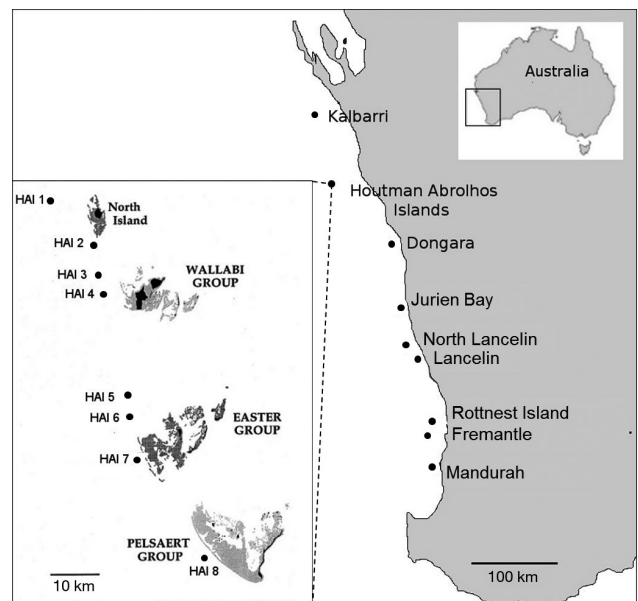 Australia
Kalbarri
Houtman Abrolhos
Islands
Dongara
Jurien Bay
North Lancelin
Lancelin
Rottnest Island
Fremantle
Mandurah
100 km
HAI 1
North
Island
HAI 2
HAI 3
WALLABI
GROUP
HAI 4
HAI 5
HAI 6
EASTER
GROUP
HAI 7
PELSAERT
GROUP
HAI 8
10 km